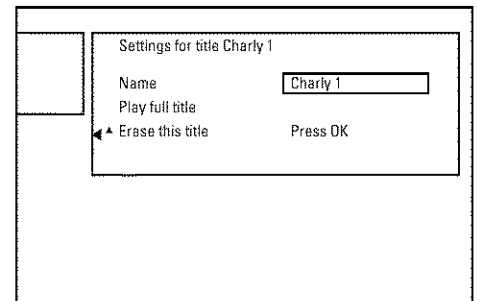 Settings for title Charly 1
Name Charly 1
Play full title
Erase this title Press OK